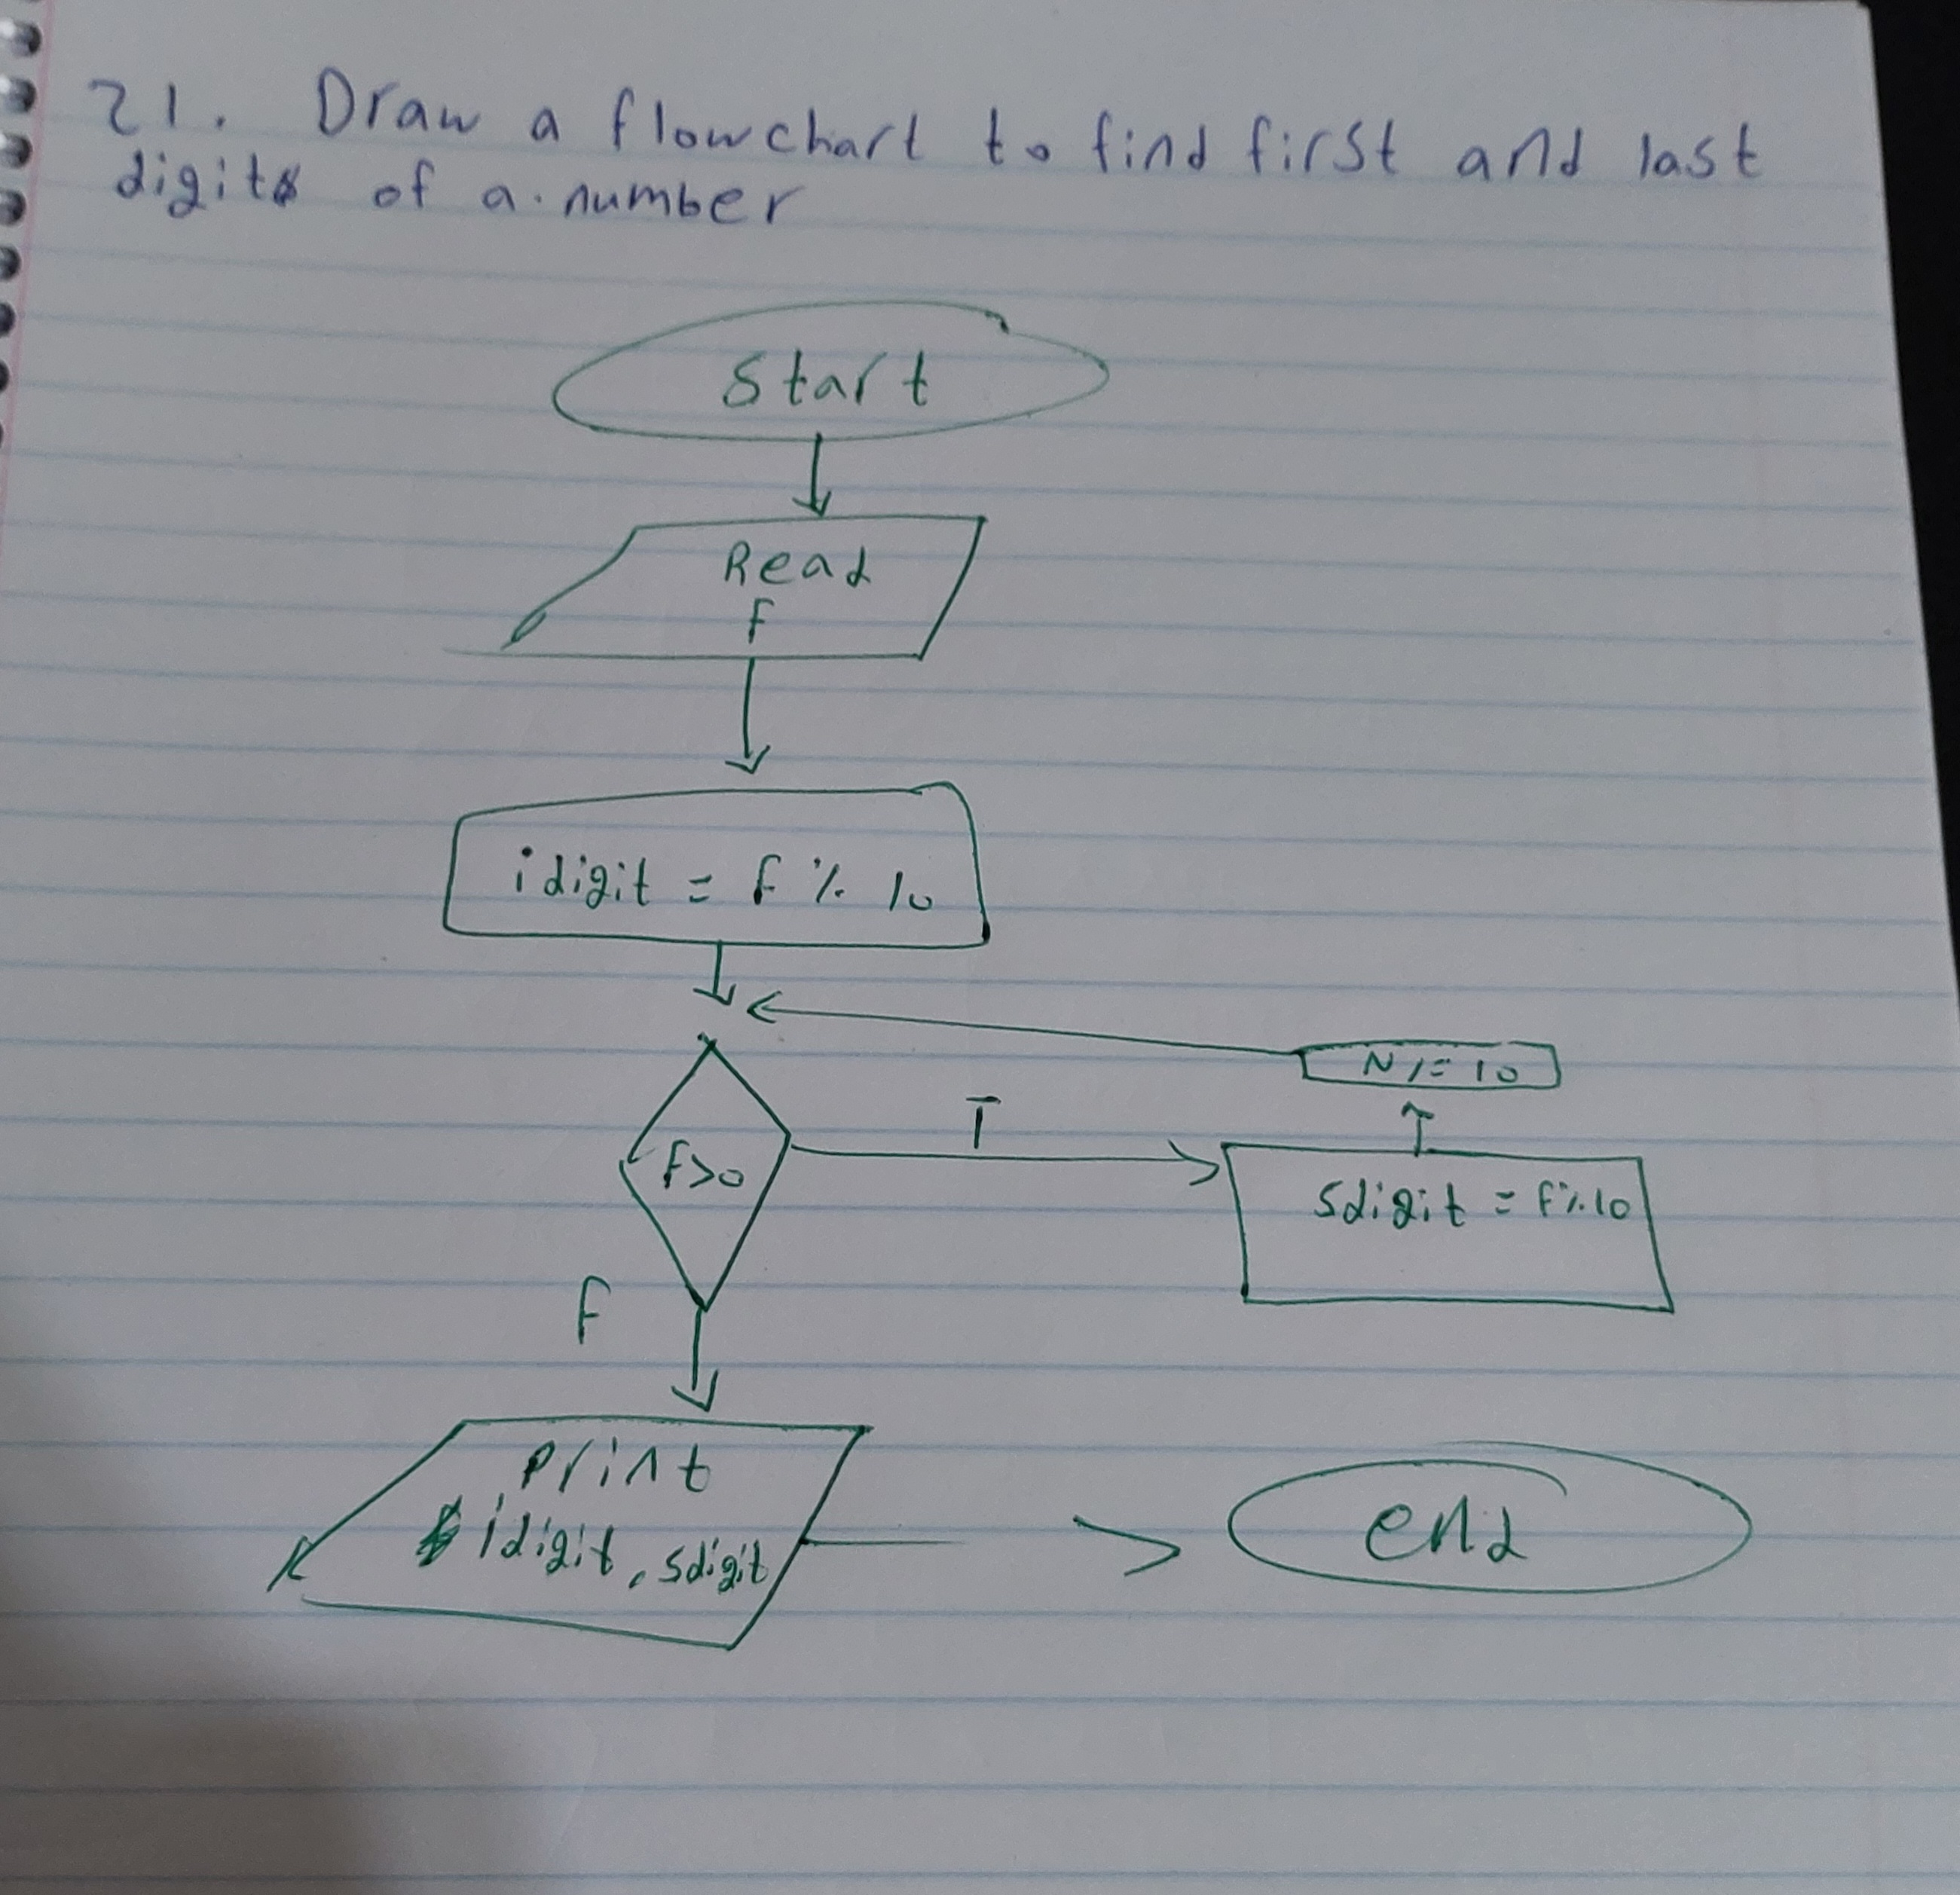 21. Draw a flowchart to find first and last
digits of a. number
Start
Read
F
idigit = F % 10
N /= 10
T
F>0
sdigit = F%10
F
print
idigit, sdigit
end